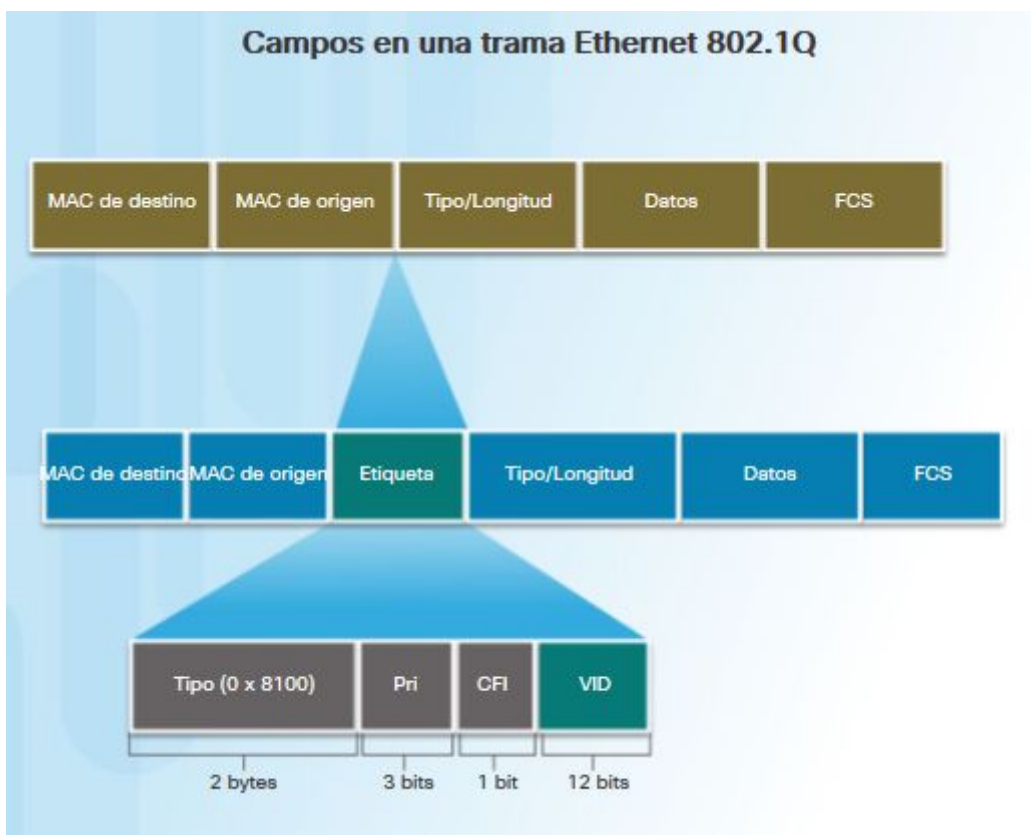 Campos en una trama Ethernet 802.1Q
MAC de destino MAC de origen Tipo/Longitud Datos FCS
MAC de destino MAC de origen Etiqueta Tipo/Longitud Datos FCS
Tipo (0 x 8100) Pri CFI VID
2 bytes 3 bits 1 bit 12 bits